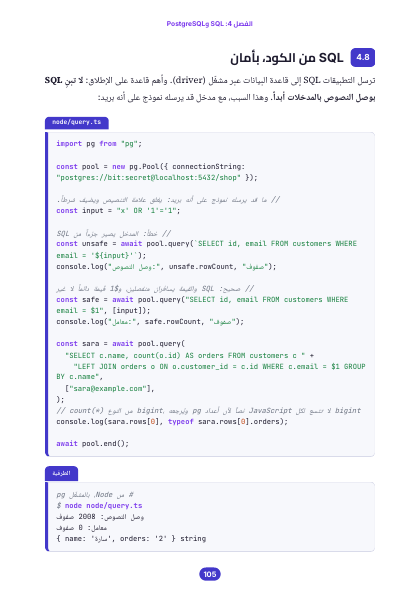 الفصل 4: SQL وPostgreSQL
4.8 SQL من الكود، بأمان
ترسل التطبيقات SQL إلى قاعدة البيانات عبر مشغّل (driver). وأهم قاعدة على الإطلاق: لا تبنِ SQL
بوصل النصوص بالمدخلات أبداً. وهذا السبب، مع مدخل قد يرسله نموذج على أنه بريد:
node/query.ts
import pg from "pg";
const pool = new pg.Pool({ connectionString:
"postgres://bit:secret@localhost:5432/shop" });
// ما قد يرسله نموذج على أنه بريد: يغلق علامة التنصيص ويضيف شرطاً.
const input = "x' OR '1'='1";
// خطأ: المدخل يصير جزءاً من SQL
const unsafe = await pool.query(`SELECT id, email FROM customers WHERE
email = '${input}'`);
console.log("وصل النصوص:", unsafe.rowCount, "صفوف");
// صحيح: SQL والقيمة يسافران منفصلين، و$1 قيمة دائماً لا غير
const safe = await pool.query("SELECT id, email FROM customers WHERE
email = $1", [input]);
console.log("معامل:", safe.rowCount, "صفوف");
const sara = await pool.query(
"SELECT c.name, count(o.id) AS orders FROM customers c " +
"LEFT JOIN orders o ON o.customer_id = c.id WHERE c.email = $1 GROUP
BY c.name",
["sara@example.com"],
);
// count(*) من النوع bigint، ويُرجعه pg نصاً لأن أعداد JavaScript لا تتسع لكل bigint
console.log(sara.rows[0], typeof sara.rows[0].orders);
await pool.end();
الطرفية
# من Node، بالمشغّل pg
$ node node/query.ts
وصل النصوص: 2008 صفوف
معامل: 0 صفوف
{ name: 'سارة', orders: '2' } string
105